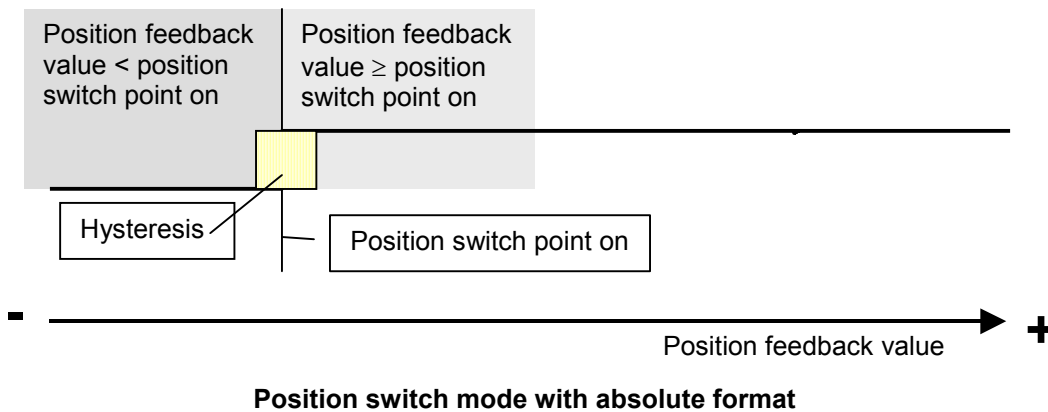 Position feedback
value < position
switch point on
Position feedback
value ≥ position
switch point on
Hysteresis
Position switch point on
-
+
Position feedback value
Position switch mode with absolute format